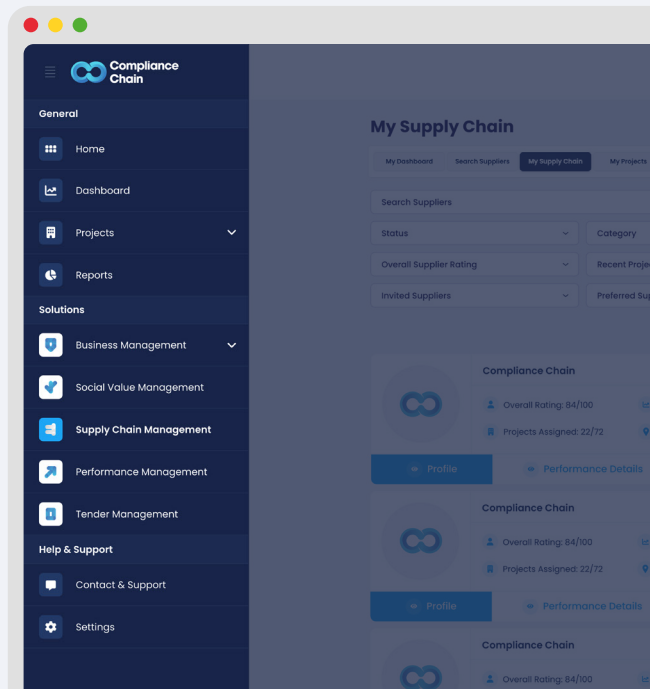 Compliance
Chain
General
Home
Dashboard
Projects
Reports
Solutions
Business Management
Social Value Management
Supply Chain Management
Performance Management
Tender Management
Help & Support
Contact & Support
Settings
My Supply Chain
My Dashboard Search Suppliers My Supply Chain My Projects
Search Suppliers
Status Category
Overall Supplier Rating Recent Proje
Invited Suppliers Preferred Sup
Compliance Chain
Overall Rating: 84/100
Projects Assigned: 22/72
Profile Performance Details
Compliance Chain
Overall Rating: 84/100
Projects Assigned: 22/72
Profile Performance Details
Compliance Chain
Overall Rating: 84/100